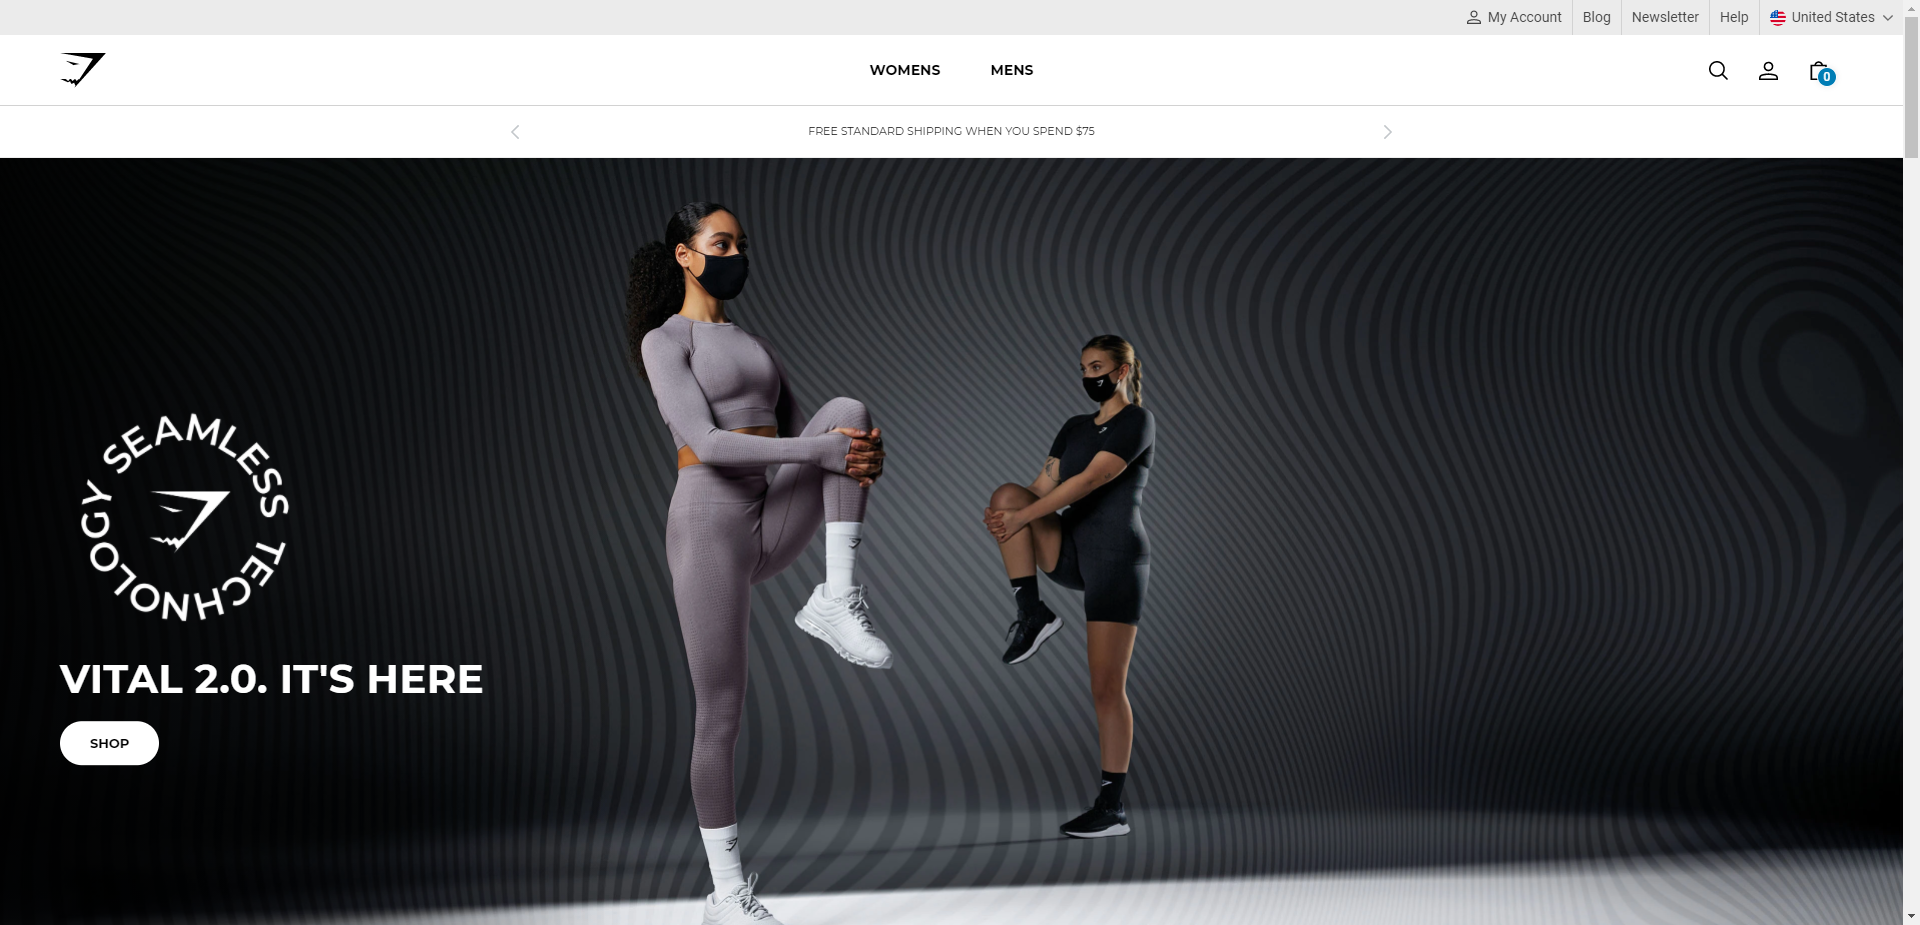 My Account
Blog
Newsletter
Help
United States
WOMENS
MENS
0
FREE STANDARD SHIPPING WHEN YOU SPEND $75
SEAMLESS TECHNOLOGY
VITAL 2.0. IT'S HERE
SHOP